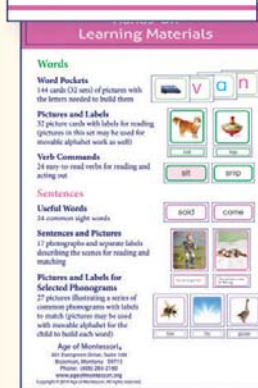 Learning Materials
Words
Word Pockets
144 cards (32 sets) of pictures with
the letters needed to build them
van
Pictures and Labels
32 picture cards with labels for reading
(pictures in this set may be used for
movable alphabet work as well)
Verb Commands
24 easy-to-read verbs for reading and
acting out
sit
snip
Sentences
Useful Words
24 common sight words
said
come
Sentences and Pictures
17 photographs and separate labels
describing the scenes for reading and
matching
Pictures and Labels for
Selected Phonograms
27 pictures illustrating a series of
common phonograms with labels
to match (pictures may be used
with movable alphabet for the
child to build each word)
Age of Montessori,
Bozeman, Montana 59715
www.ageofmontessori.org